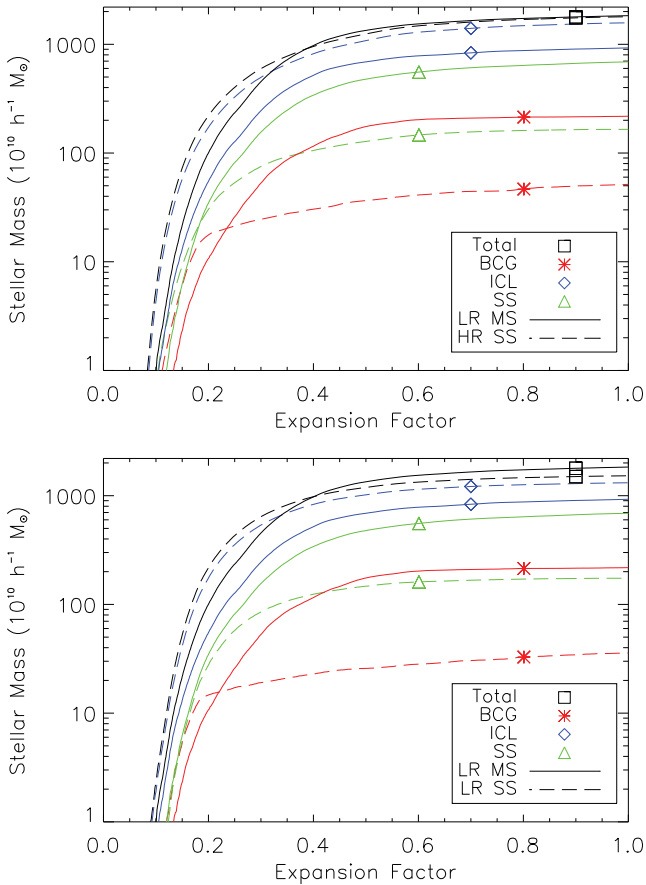 1000
100
10
1
Stellar Mass (10¹⁰ h⁻¹ M⊙)
Total
BCG
ICL
SS
LR MS
HR SS
0.0 0.2 0.4 0.6 0.8 1.0
Expansion Factor
1000
100
10
1
Stellar Mass (10¹⁰ h⁻¹ M⊙)
Total
BCG
ICL
SS
LR MS
LR SS
0.0 0.2 0.4 0.6 0.8 1.0
Expansion Factor